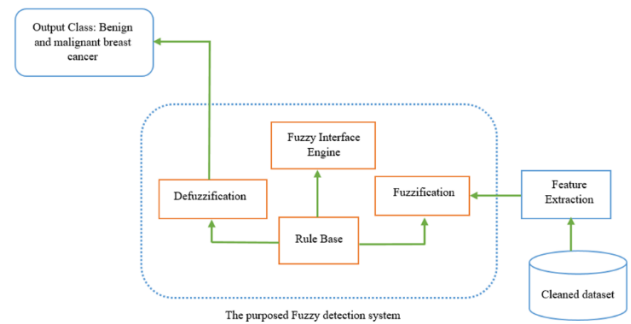 Output Class: Benign
and malignant breast
cancer
Fuzzy Interface
Engine
Defuzzification
Fuzzification
Feature
Extraction
Rule Base
Cleaned dataset
The purposed Fuzzy detection system